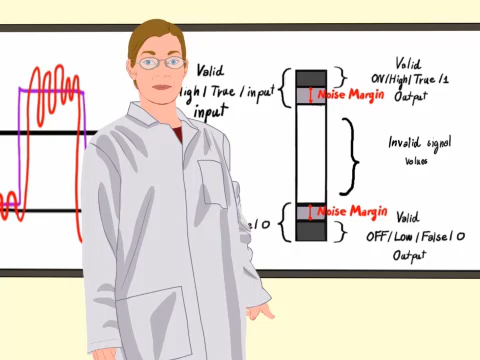 Valid
High/True/input
input
Noise Margin
Valid
ON/High/True/1
Output
Invalid signal
values
Noise Margin
Valid
OFF/Low/False/0
Output